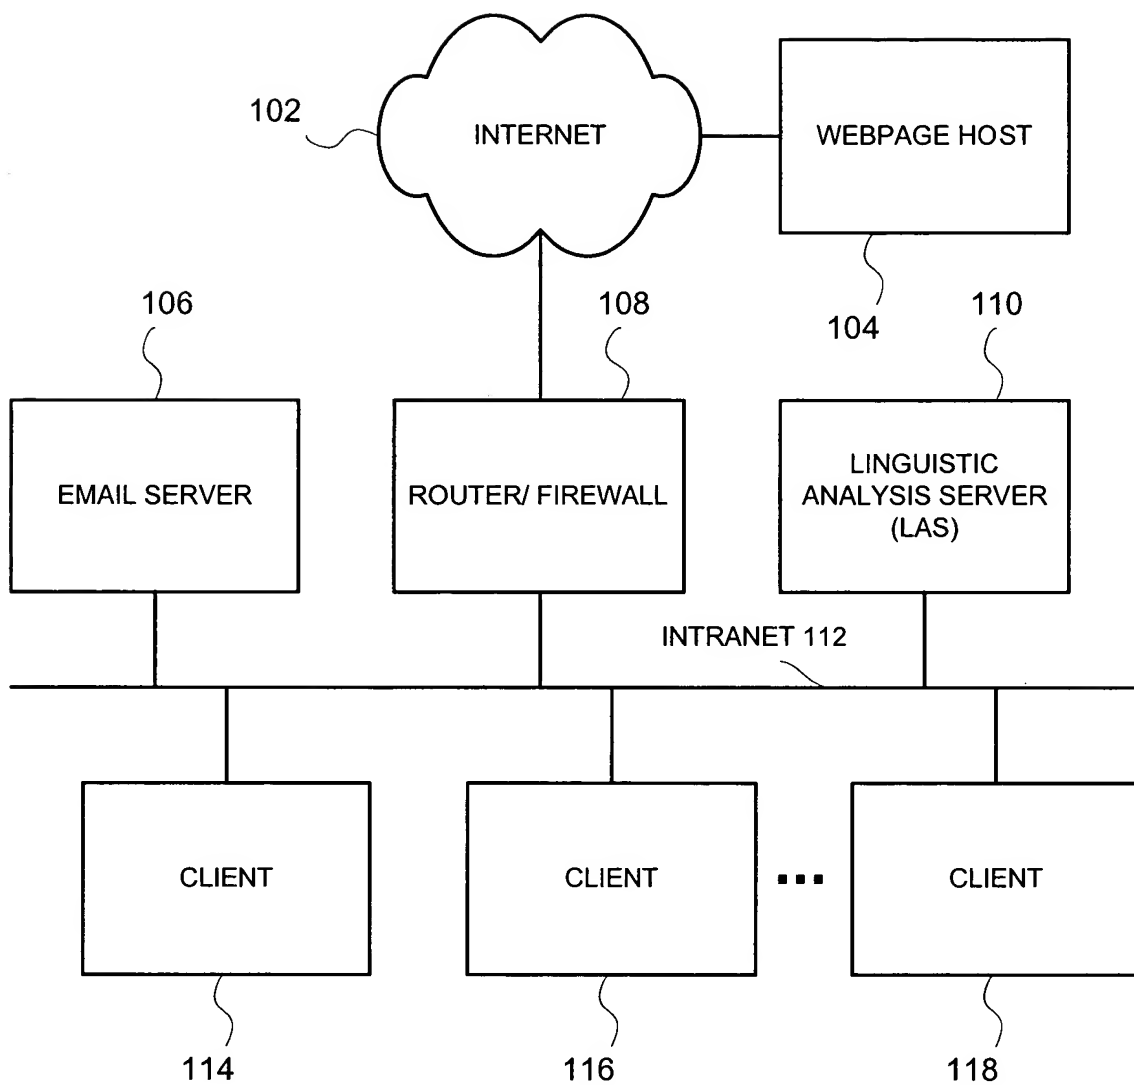 102
INTERNET
WEBPAGE HOST
104
106
108
110
EMAIL SERVER
ROUTER/ FIREWALL
LINGUISTIC
ANALYSIS SERVER
(LAS)
INTRANET 112
CLIENT
CLIENT
...
CLIENT
114
116
118